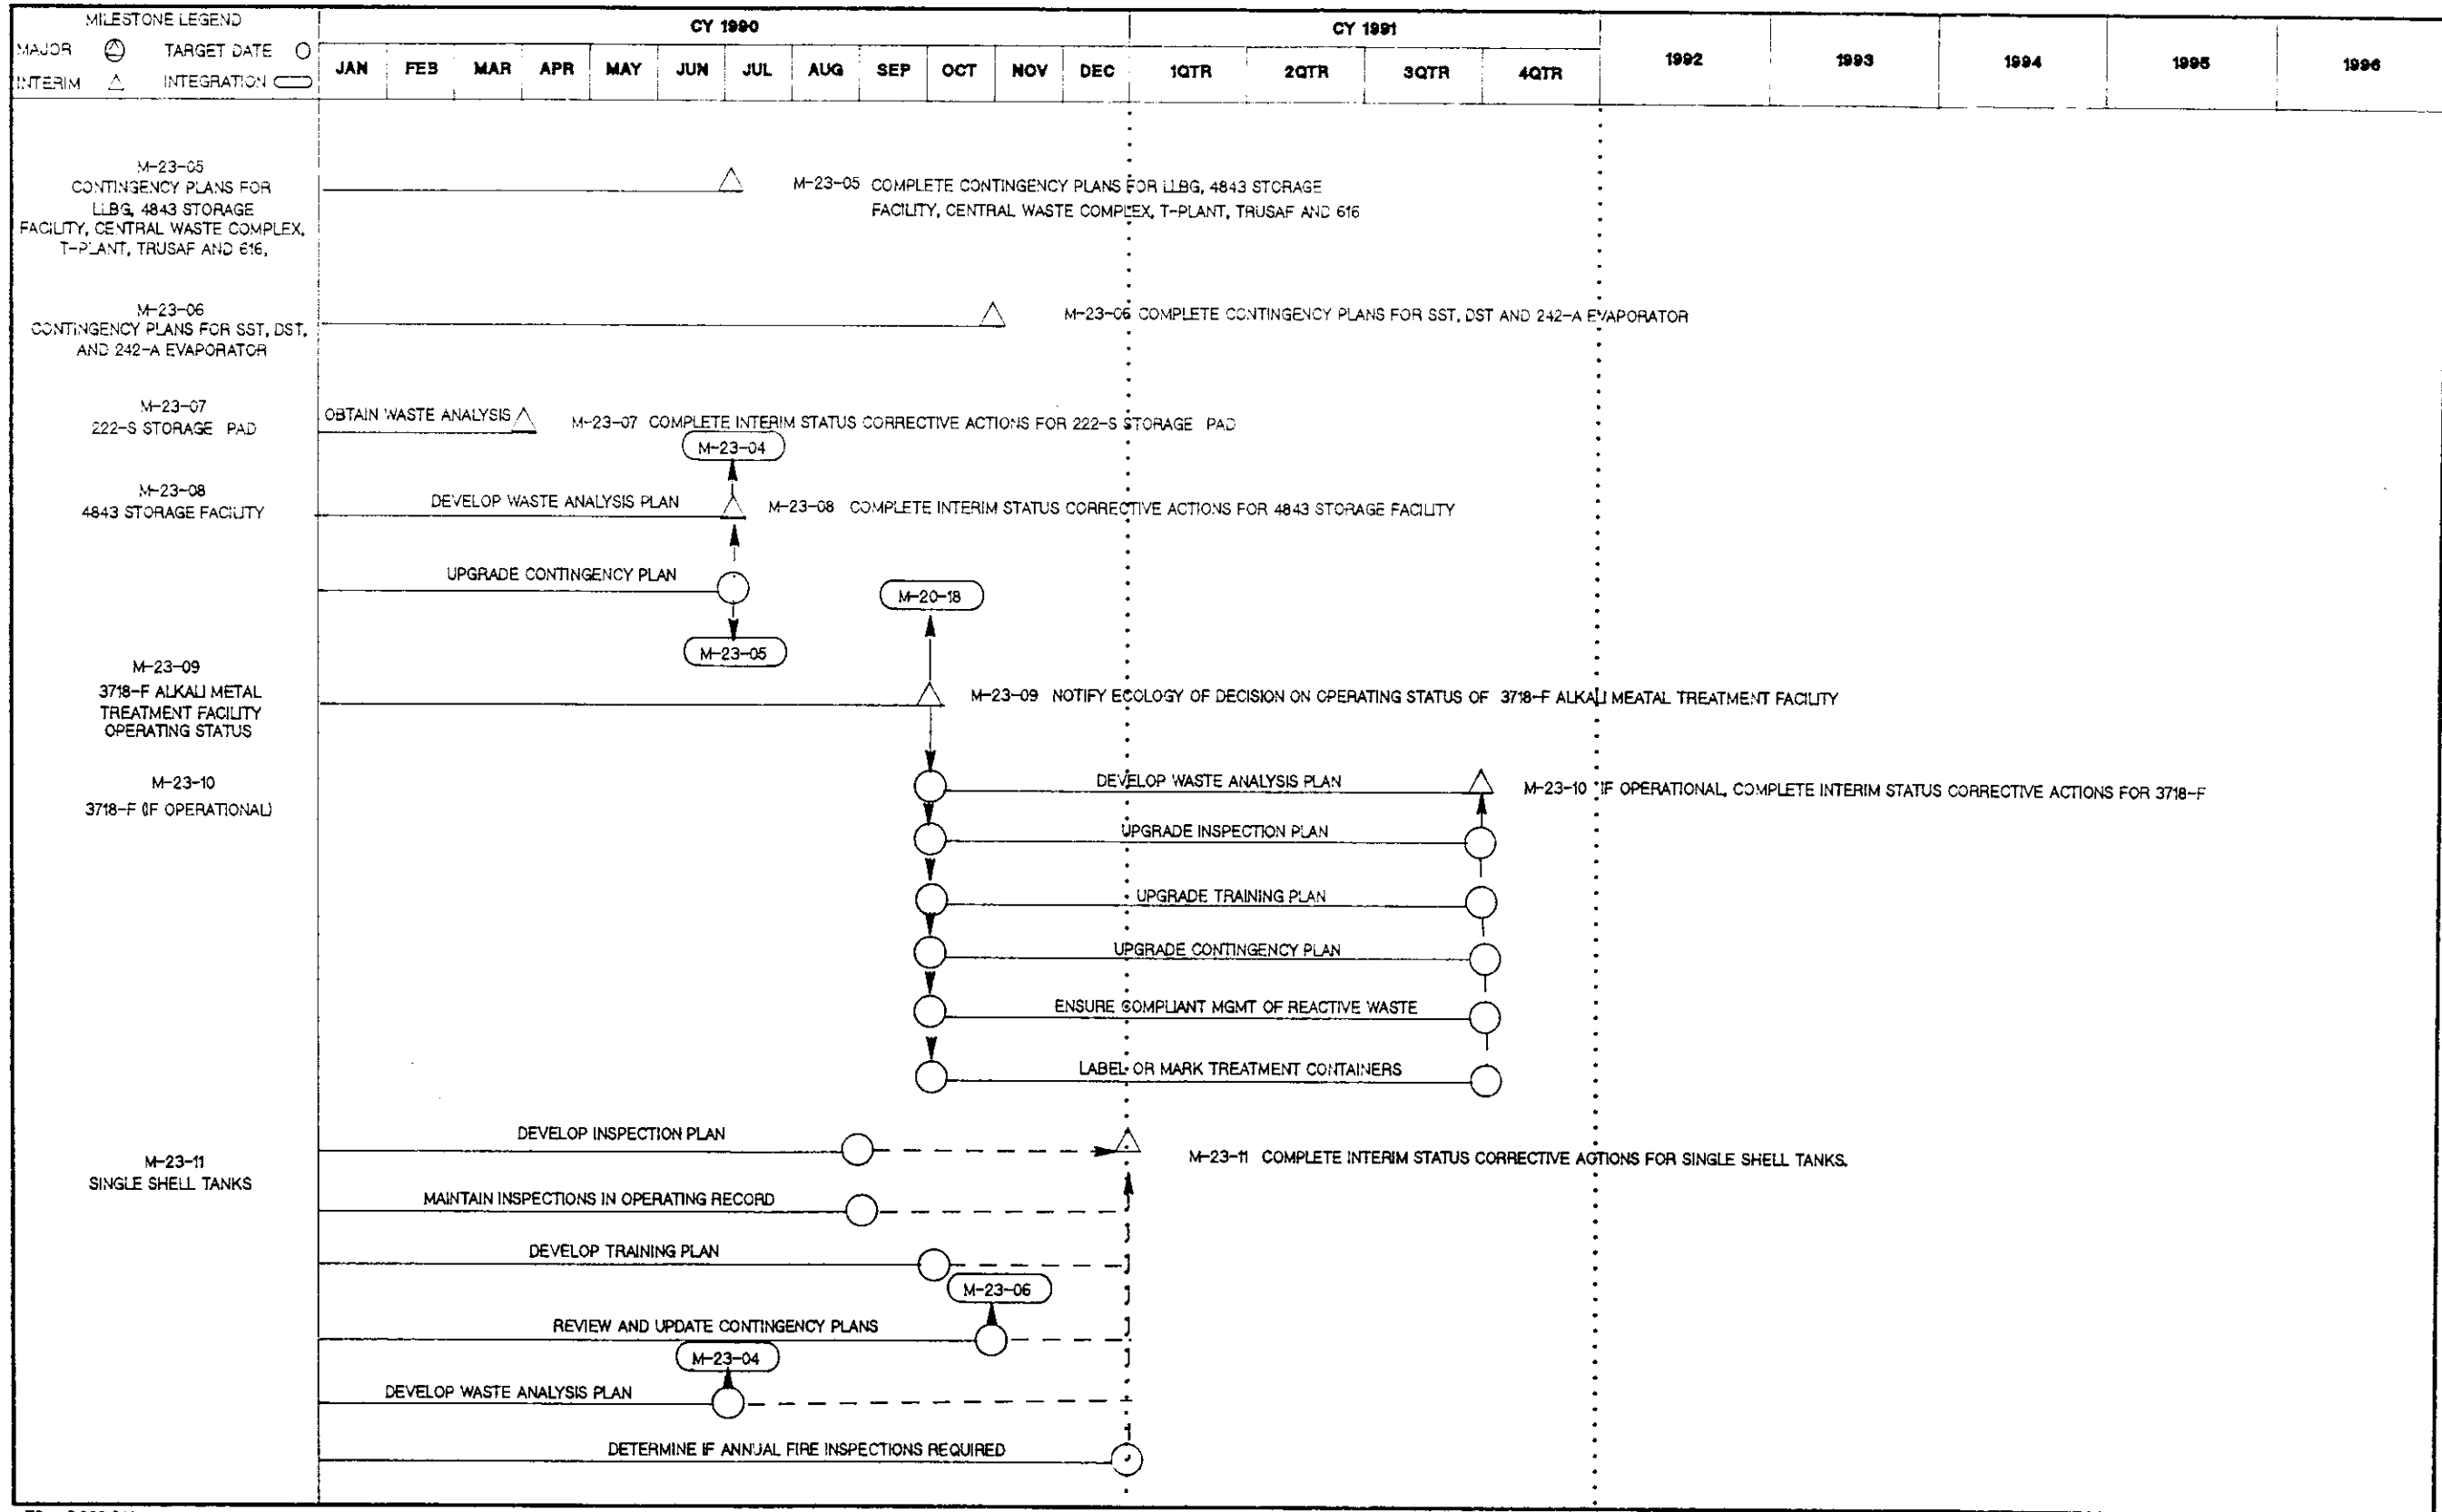 MILESTONE LEGEND
MAJOR TARGET DATE
INTERIM INTEGRATION
CY 1990
CY 1991
JAN FEB MAR APR MAY JUN JUL AUG SEP OCT NOV DEC 1QTR 2QTR 3QTR 4QTR 1992 1993 1994 1995 1996
M-23-05
CONTINGENCY PLANS FOR
LLBG, 4843 STORAGE
FACILITY, CENTRAL WASTE COMPLEX,
T-PLANT, TRUSAF AND 616,
M-23-05 COMPLETE CONTINGENCY PLANS FOR LLBG, 4843 STORAGE
FACILITY, CENTRAL WASTE COMPLEX, T-PLANT, TRUSAF AND 616
M-23-06
CONTINGENCY PLANS FOR SST, DST,
AND 242-A EVAPORATOR
M-23-06 COMPLETE CONTINGENCY PLANS FOR SST, DST AND 242-A EVAPORATOR
M-23-07
222-S STORAGE PAD
OBTAIN WASTE ANALYSIS
M-23-07 COMPLETE INTERIM STATUS CORRECTIVE ACTIONS FOR 222-S STORAGE PAD
M-23-04
M-23-08
4843 STORAGE FACILITY
DEVELOP WASTE ANALYSIS PLAN
M-23-08 COMPLETE INTERIM STATUS CORRECTIVE ACTIONS FOR 4843 STORAGE FACILITY
UPGRADE CONTINGENCY PLAN
M-20-18
M-23-05
M-23-09
3718-F ALKALI METAL
TREATMENT FACILITY
OPERATING STATUS
M-23-09 NOTIFY ECOLOGY OF DECISION ON OPERATING STATUS OF 3718-F ALKALI MEATAL TREATMENT FACILITY
M-23-10
3718-F (IF OPERATIONAL)
DEVELOP WASTE ANALYSIS PLAN
M-23-10 IF OPERATIONAL, COMPLETE INTERIM STATUS CORRECTIVE ACTIONS FOR 3718-F
UPGRADE INSPECTION PLAN
UPGRADE TRAINING PLAN
UPGRADE CONTINGENCY PLAN
ENSURE COMPLIANT MGMT OF REACTIVE WASTE
LABEL OR MARK TREATMENT CONTAINERS
M-23-11
SINGLE SHELL TANKS
DEVELOP INSPECTION PLAN
M-23-11 COMPLETE INTERIM STATUS CORRECTIVE ACTIONS FOR SINGLE SHELL TANKS.
MAINTAIN INSPECTIONS IN OPERATING RECORD
DEVELOP TRAINING PLAN
M-23-06
REVIEW AND UPDATE CONTINGENCY PLANS
M-23-04
DEVELOP WASTE ANALYSIS PLAN
DETERMINE IF ANNUAL FIRE INSPECTIONS REQUIRED